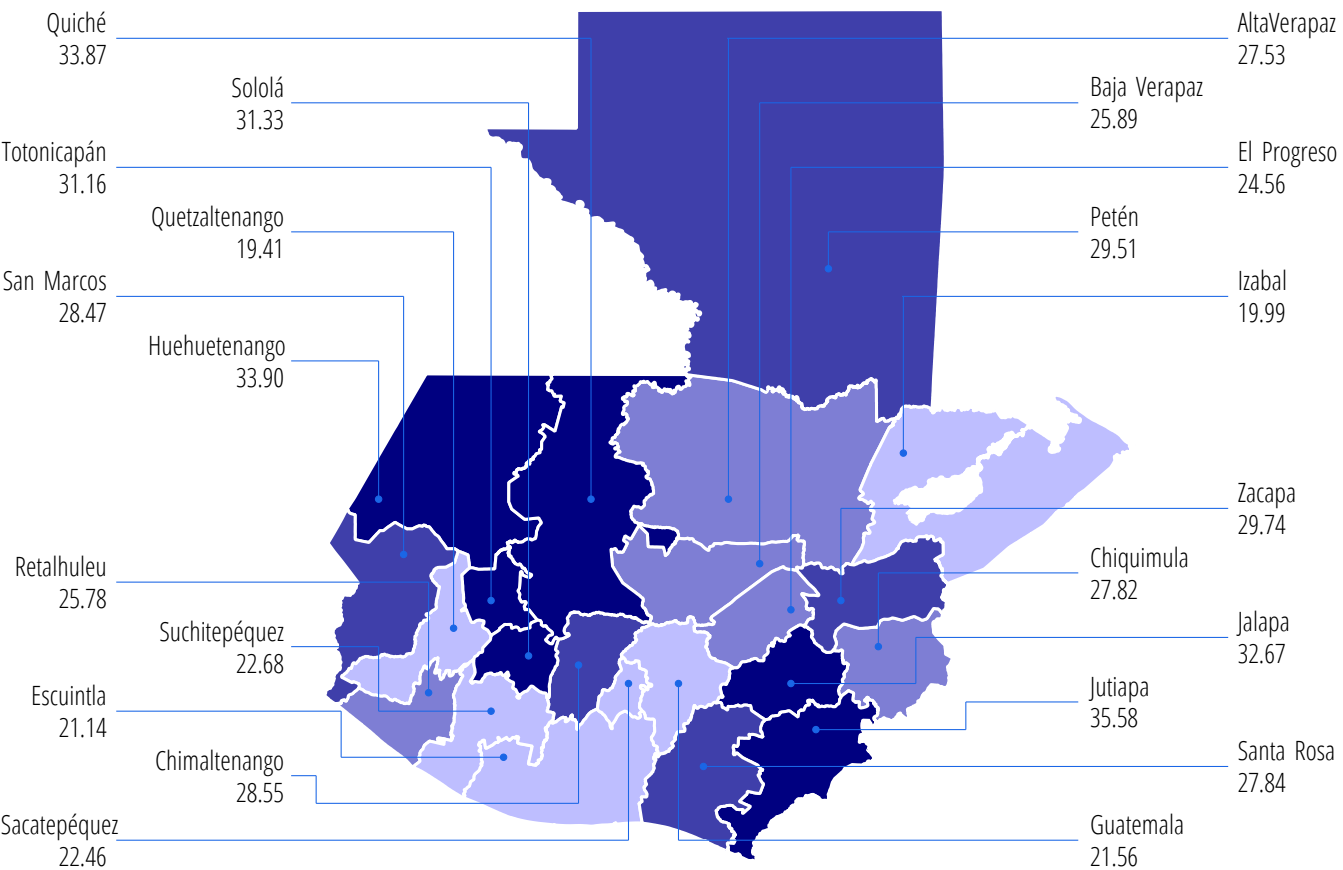 Quiché
33.87
Sololá
31.33
Totonicapán
31.16
Quetzaltenango
19.41
San Marcos
28.47
Huehuetenango
33.90
Retalhuleu
25.78
Suchitepéquez
22.68
Escuintla
21.14
Chimaltenango
28.55
Sacatepéquez
22.46
AltaVerapaz
27.53
Baja Verapaz
25.89
El Progreso
24.56
Petén
29.51
Izabal
19.99
Zacapa
29.74
Chiquimula
27.82
Jalapa
32.67
Jutiapa
35.58
Santa Rosa
27.84
Guatemala
21.56